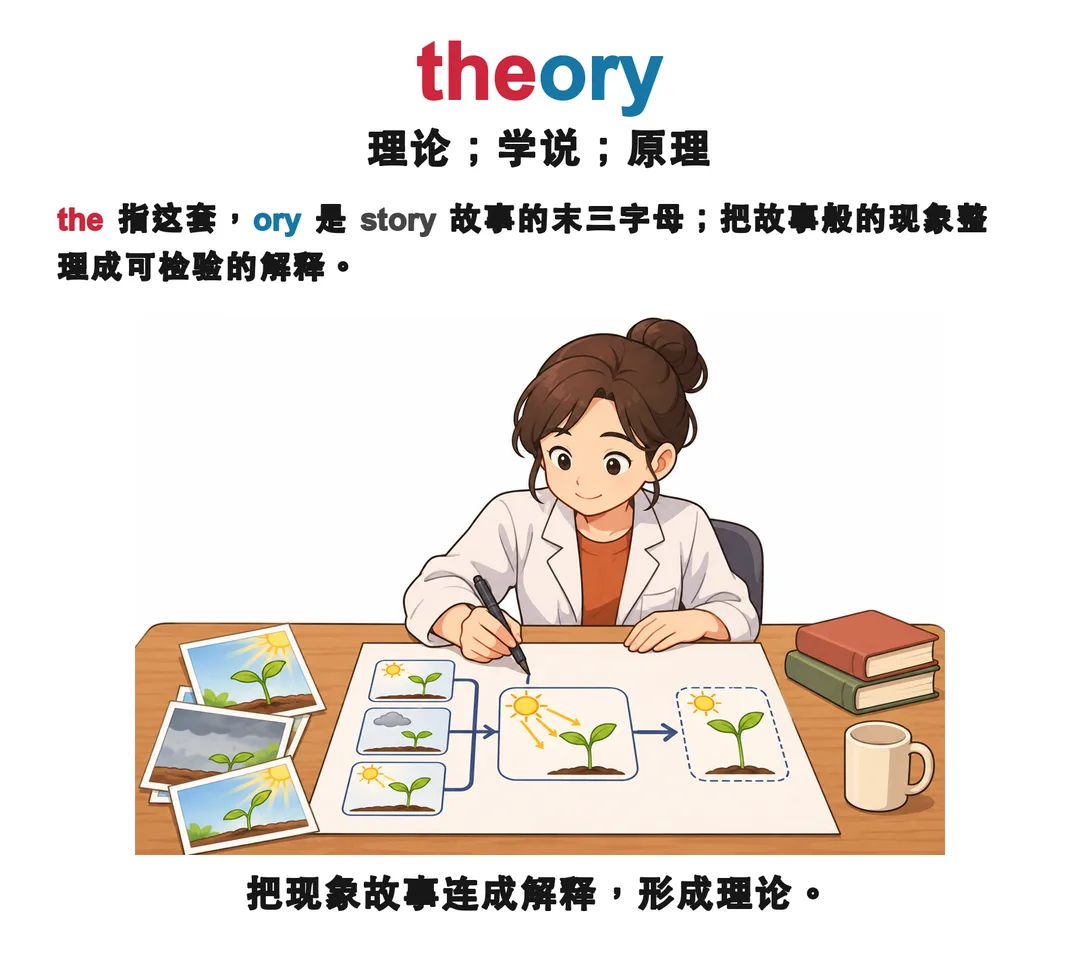 theory
理论；学说；原理
the 指这套，ory 是 story 故事的末三字母；把故事般的现象整
理成可检验的解释。
把现象故事连成解释，形成理论。